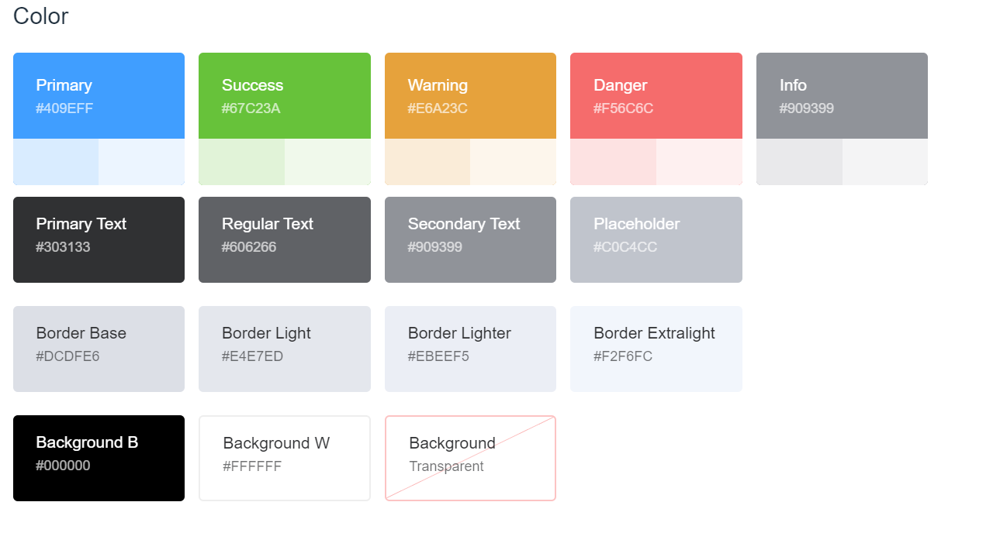 Color
Primary
#409EFF
Success
#67C23A
Warning
#E6A23C
Danger
#F56C6C
Info
#909399
Primary Text
#303133
Regular Text
#606266
Secondary Text
#909399
Placeholder
#C0C4CC
Border Base
#DCDFE6
Border Light
#E4E7ED
Border Lighter
#EBEEF5
Border Extralight
#F2F6FC
Background B
#000000
Background W
#FFFFFF
Background
Transparent